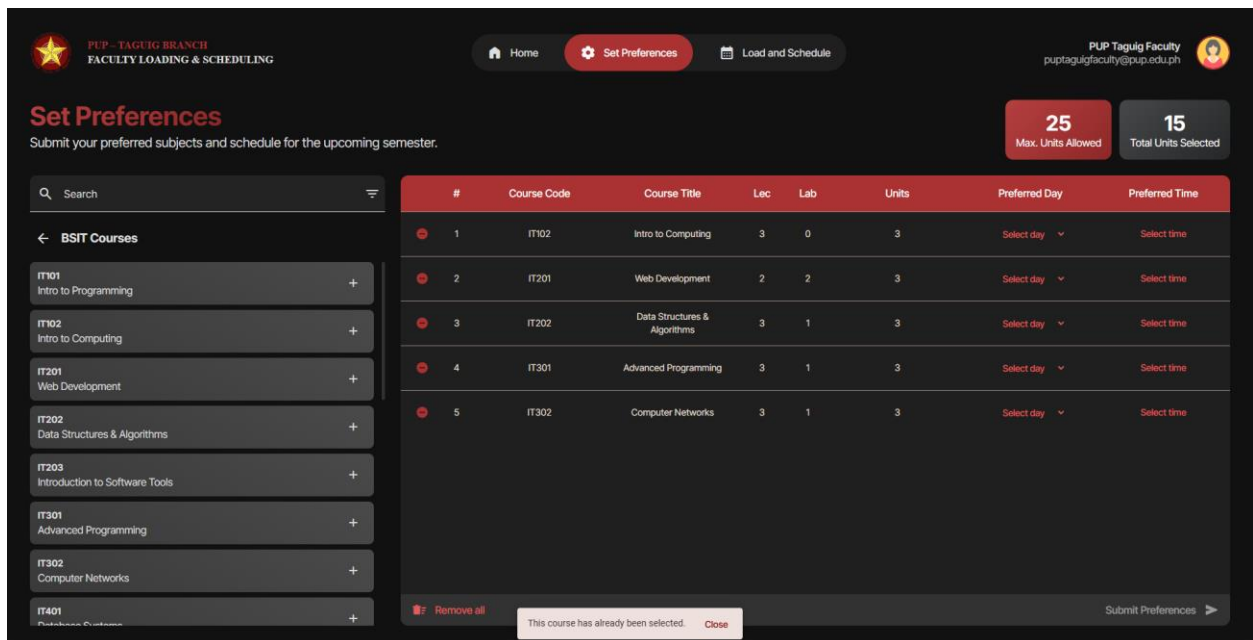 PUP – TAGUIG BRANCH
FACULTY LOADING & SCHEDULING
Home
Set Preferences
Load and Schedule
PUP Taguig Faculty
puptaguigfaculty@pup.edu.ph
Set Preferences
Submit your preferred subjects and schedule for the upcoming semester.
25
Max. Units Allowed
15
Total Units Selected
Search
BSIT Courses
IT101
Intro to Programming
IT102
Intro to Computing
IT201
Web Development
IT202
Data Structures & Algorithms
IT203
Introduction to Software Tools
IT301
Advanced Programming
IT302
Computer Networks
IT401
Database Systems
# Course Code Course Title Lec Lab Units Preferred Day Preferred Time
1 IT102 Intro to Computing 3 0 3 Select day Select time
2 IT201 Web Development 2 2 3 Select day Select time
3 IT202 Data Structures &
Algorithms 3 1 3 Select day Select time
4 IT301 Advanced Programming 3 1 3 Select day Select time
5 IT302 Computer Networks 3 1 3 Select day Select time
Remove all
Submit Preferences
This course has already been selected. Close